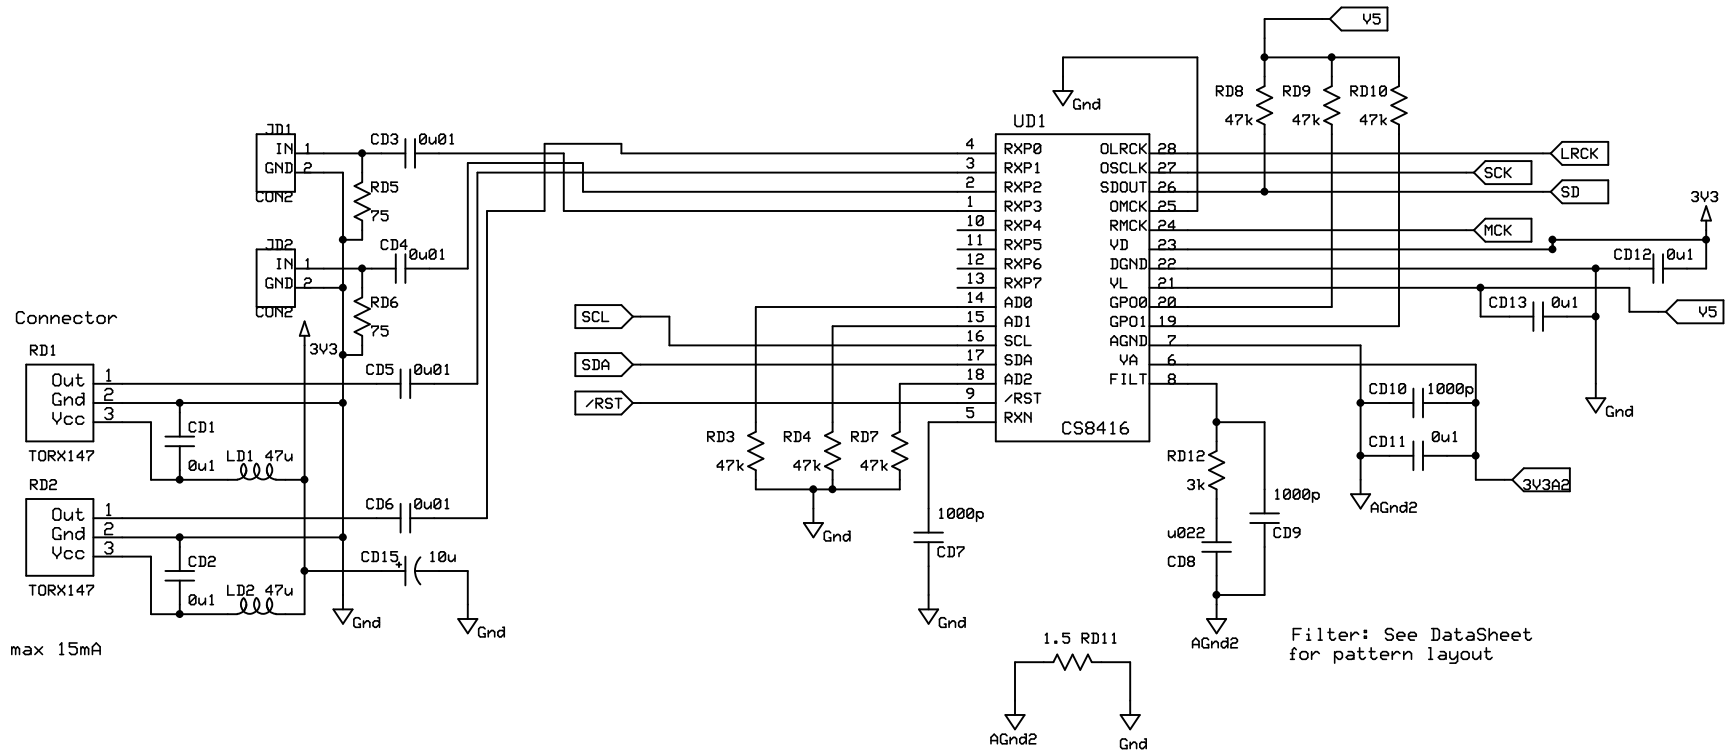 V5
Gnd
RD8
RD9
RD10
47k
47k
47k
UD1
JD1
IN 1
GND 2
CON2
CD3 0u01
RD5
75
JD2
IN 1
GND 2
CON2
CD4 0u01
RD6
75
4 RXP0
3 RXP1
2 RXP2
1 RXP3
10 RXP4
11 RXP5
12 RXP6
13 RXP7
14 AD0
15 AD1
16 SCL
17 SDA
18 AD2
9 /RST
5 RXN
OLRCK 28
OSCLK 27
SDOUT 26
OMCK 25
RMCK 24
VD 23
DGND 22
VL 21
GPO0 20
GPO1 19
AGND 7
VA 6
FILT 8
CS8416
LRCK
SCK
SD
MCK
3V3
CD12 0u1
CD13 0u1
V5
Gnd
SCL
SDA
/RST
Connector
RD1
Out 1
Gnd 2
Vcc 3
TORX147
3V3
CD5 0u01
CD1
0u1
LD1 47u
RD2
Out 1
Gnd 2
Vcc 3
TORX147
CD6 0u01
CD2
0u1
LD2 47u
CD15 + 10u
Gnd
Gnd
max 15mA
RD3
47k
RD4
47k
RD7
47k
Gnd
1000p
CD7
Gnd
RD12
3k
u022
CD8
1000p
CD9
AGnd2
CD10 1000p
CD11 0u1
AGnd2
3V3A2
1.5 RD11
AGnd2
Gnd
Filter: See DataSheet
for pattern layout